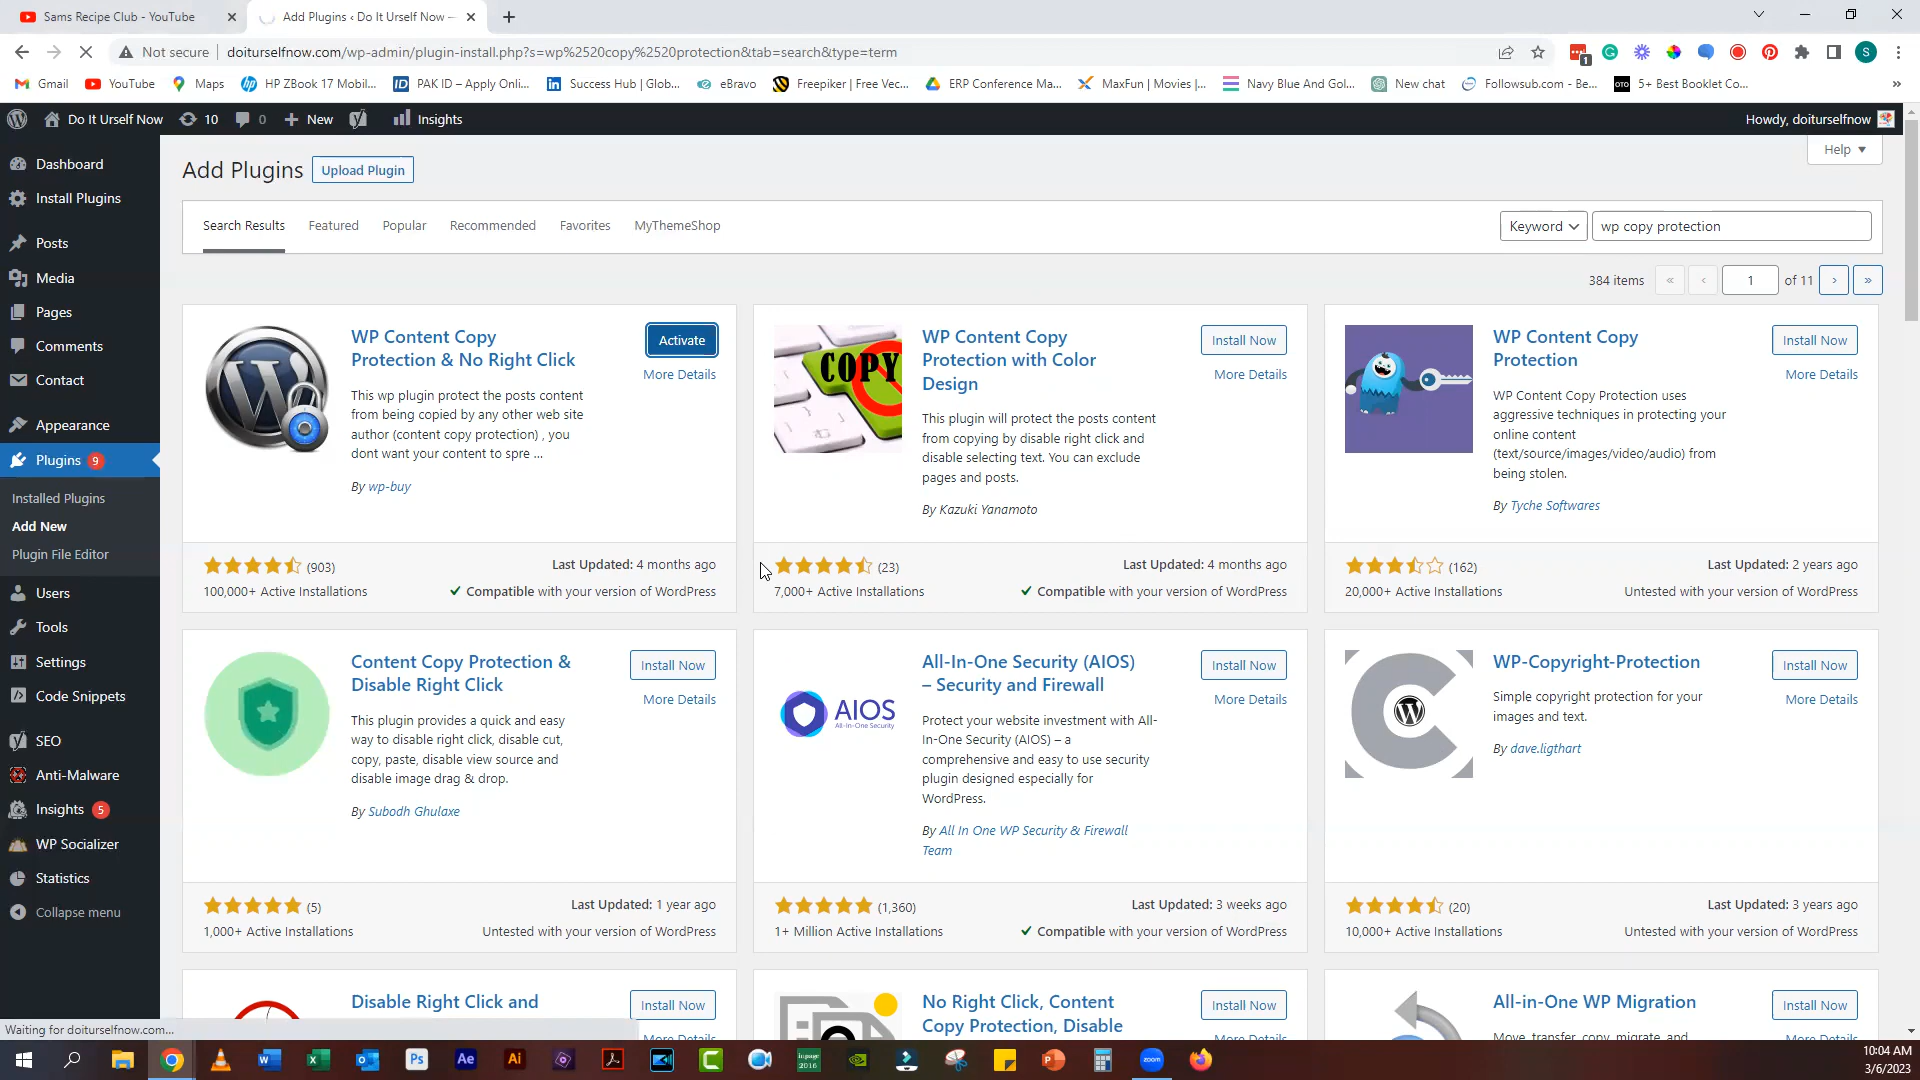 Sams Recipe Club - YouTube
Add Plugins ‹ Do It Urself Now —
Not secure
doiturselfnow.com/wp-admin/plugin-install.php?s=wp%2520copy%2520protection&tab=search&type=term
1
S
Gmail
YouTube
Maps
HP ZBook 17 Mobil...
PAK ID – Apply Onli...
Success Hub | Glob...
eBravo
Freepiker | Free Vec...
ERP Conference Ma...
MaxFun | Movies |...
Navy Blue And Gol...
New chat
Followsub.com - Be...
5+ Best Booklet Co...
Do It Urself Now
10
0
New
Insights
Howdy, doiturselfnow
Dashboard
Install Plugins
Posts
Media
Pages
Comments
Contact
Appearance
Plugins 9
Installed Plugins
Add New
Plugin File Editor
Users
Tools
Settings
Code Snippets
SEO
Anti-Malware
Insights 5
WP Socializer
Statistics
Collapse menu
Help
Add Plugins
Upload Plugin
Search Results
Featured
Popular
Recommended
Favorites
MyThemeShop
Keyword
wp copy protection
384 items
«
‹
1
of 11
›
»
WP Content Copy
Protection & No Right Click
Activate
More Details
This wp plugin protect the posts content
from being copied by any other web site
author (content copy protection) , you
dont want your content to spre ...
By wp-buy
(903)
100,000+ Active Installations
Last Updated: 4 months ago
Compatible with your version of WordPress
COPY
WP Content Copy
Protection with Color
Design
Install Now
More Details
This plugin will protect the posts content
from copying by disable right click and
disable selecting text. You can exclude
pages and posts.
By Kazuki Yanamoto
(23)
7,000+ Active Installations
Last Updated: 4 months ago
Compatible with your version of WordPress
WP Content Copy
Protection
Install Now
More Details
WP Content Copy Protection uses
aggressive techniques in protecting your
online content
(text/source/images/video/audio) from
being stolen.
By Tyche Softwares
(162)
20,000+ Active Installations
Last Updated: 2 years ago
Untested with your version of WordPress
Content Copy Protection &
Disable Right Click
Install Now
More Details
This plugin provides a quick and easy
way to disable right click, disable cut,
copy, paste, disable view source and
disable image drag & drop.
By Subodh Ghulaxe
(5)
1,000+ Active Installations
Last Updated: 1 year ago
Untested with your version of WordPress
AIOS
All-In-One Security (AIOS)
All-In-One Security (AIOS)
– Security and Firewall
Install Now
More Details
Protect your website investment with All-
In-One Security (AIOS) – a
comprehensive and easy to use security
plugin designed especially for
WordPress.
By All In One WP Security & Firewall
Team
(1,360)
1+ Million Active Installations
Last Updated: 3 weeks ago
Compatible with your version of WordPress
WP-Copyright-Protection
Install Now
More Details
Simple copyright protection for your
images and text.
By dave.ligthart
(20)
10,000+ Active Installations
Last Updated: 3 years ago
Untested with your version of WordPress
Disable Right Click and
Install Now
More Details
No Right Click, Content
Copy Protection, Disable
Install Now
More Details
All-in-One WP Migration
Install Now
More Details
Move, transfer, copy, migrate, and
Waiting for doiturselfnow.com...
10:04 AM
3/6/2023